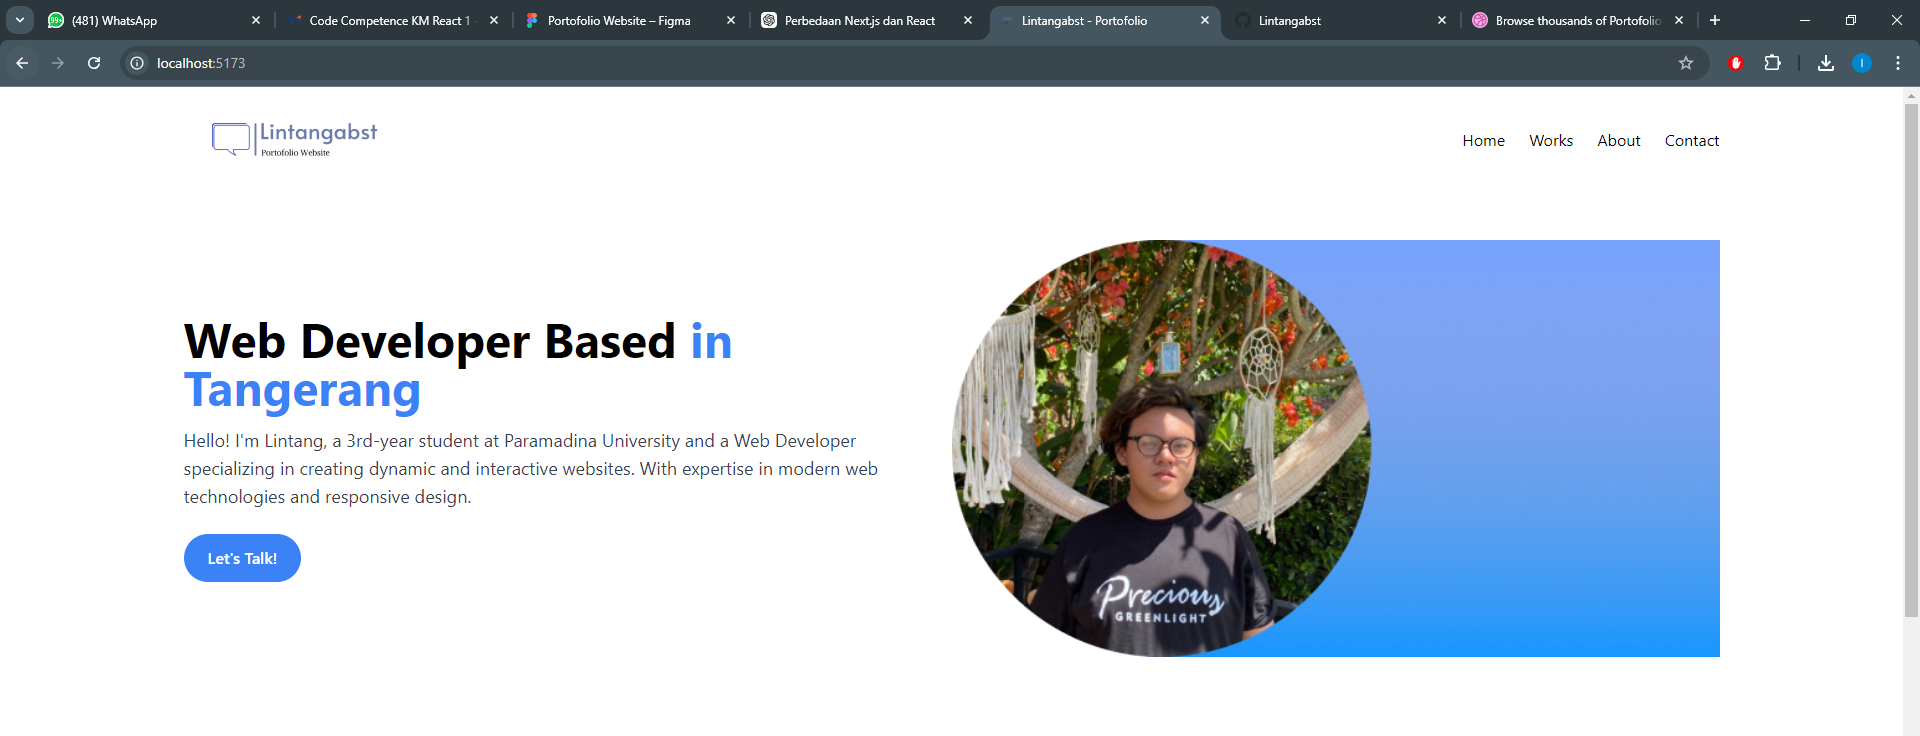 (481) WhatsApp
Code Competence KM React 1
Portofolio Website – Figma
Perbedaan Next.js dan React
Lintangabst - Portofolio
Lintangabst
Browse thousands of Portofolio
localhost:5173
Lintangabst
Portofolio Website
Home Works About Contact
Web Developer Based in
Tangerang
Hello! I'm Lintang, a 3rd-year student at Paramadina University and a Web Developer
specializing in creating dynamic and interactive websites. With expertise in modern web
technologies and responsive design.
Let's Talk!
Precious
GREENLIGHT